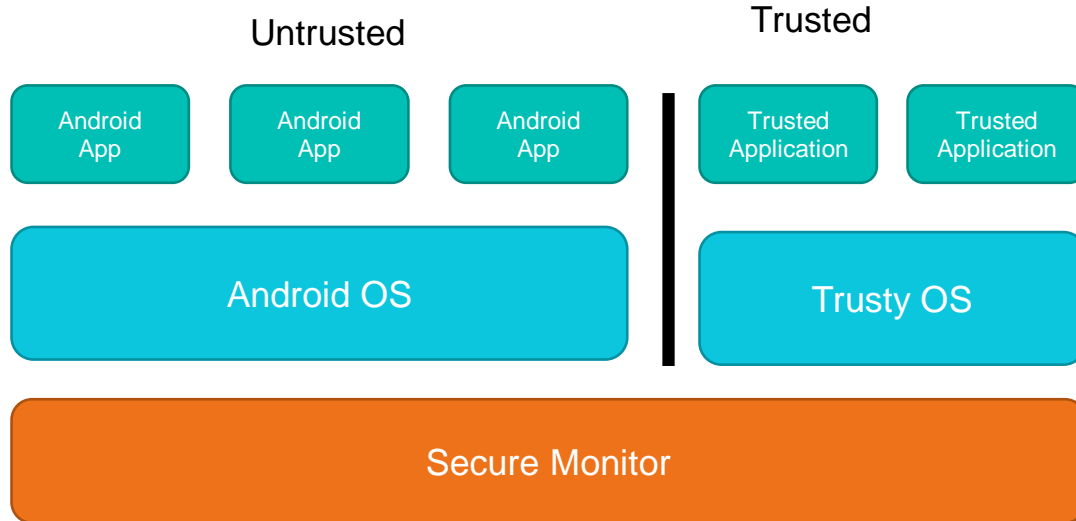 Untrusted
Trusted
Android
App
Android
App
Android
App
Trusted
Application
Trusted
Application
Android OS
Trusty OS
Secure Monitor